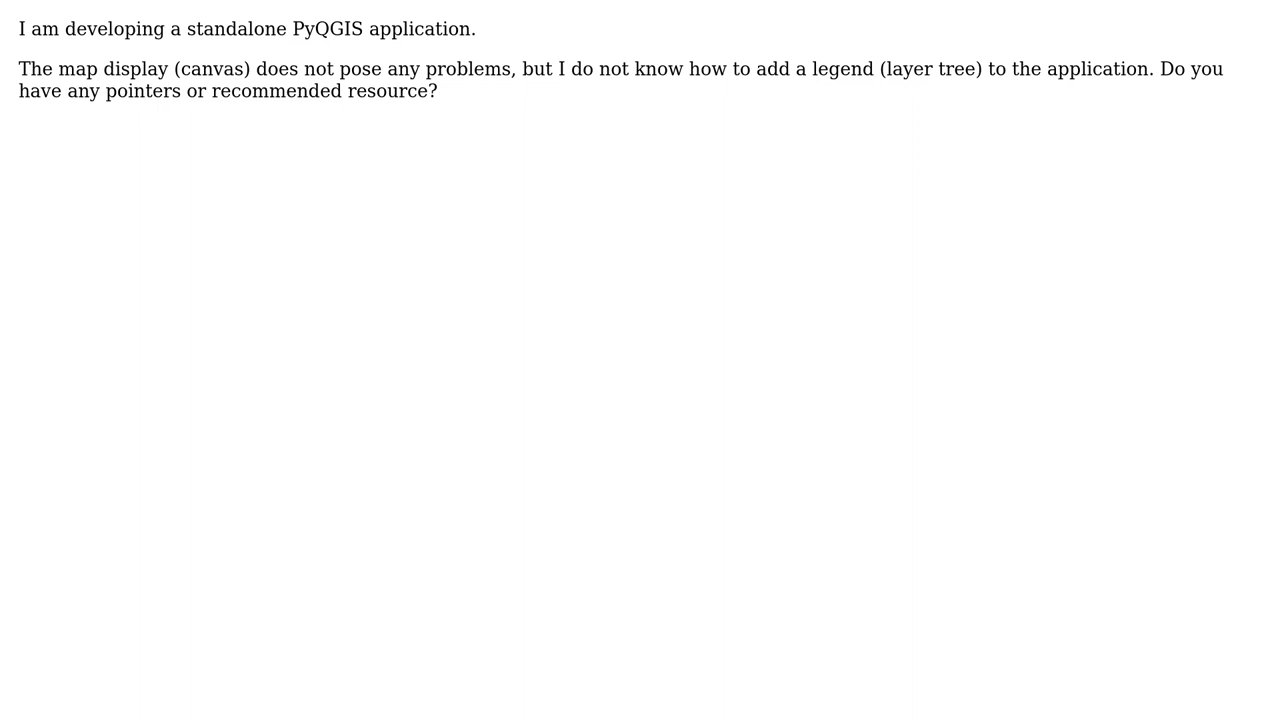 I am developing a standalone PyQGIS application.
The map display (canvas) does not pose any problems, but I do not know how to add a legend (layer tree) to the application. Do you
have any pointers or recommended resource?